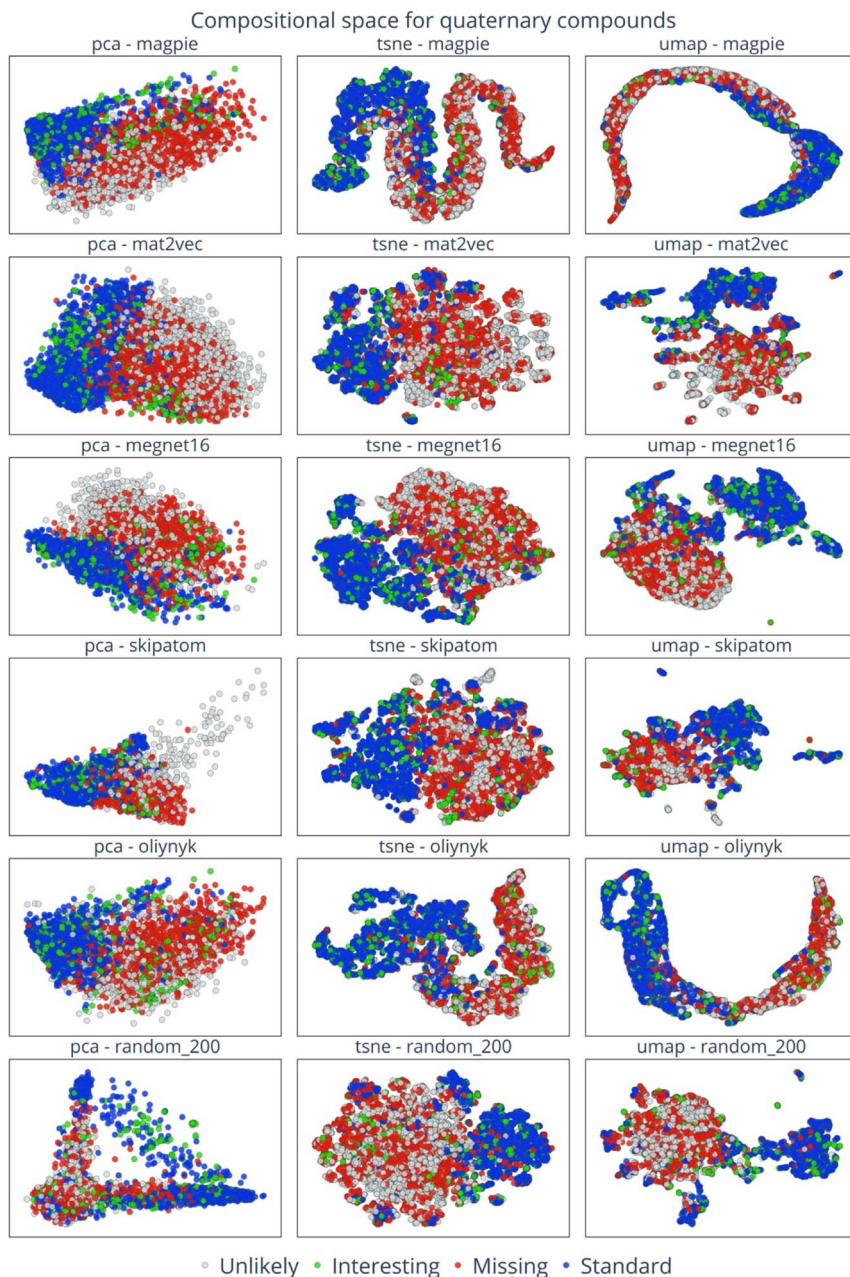 Compositional space for quaternary compounds
pca - magpie
tsne - magpie
umap - magpie
pca - mat2vec
tsne - mat2vec
umap - mat2vec
pca - megnet16
tsne - megnet16
umap - megnet16
pca - skipatom
tsne - skipatom
umap - skipatom
pca - oliynyk
tsne - oliynyk
umap - oliynyk
pca - random_200
tsne - random_200
umap - random_200
Unlikely Interesting Missing Standard